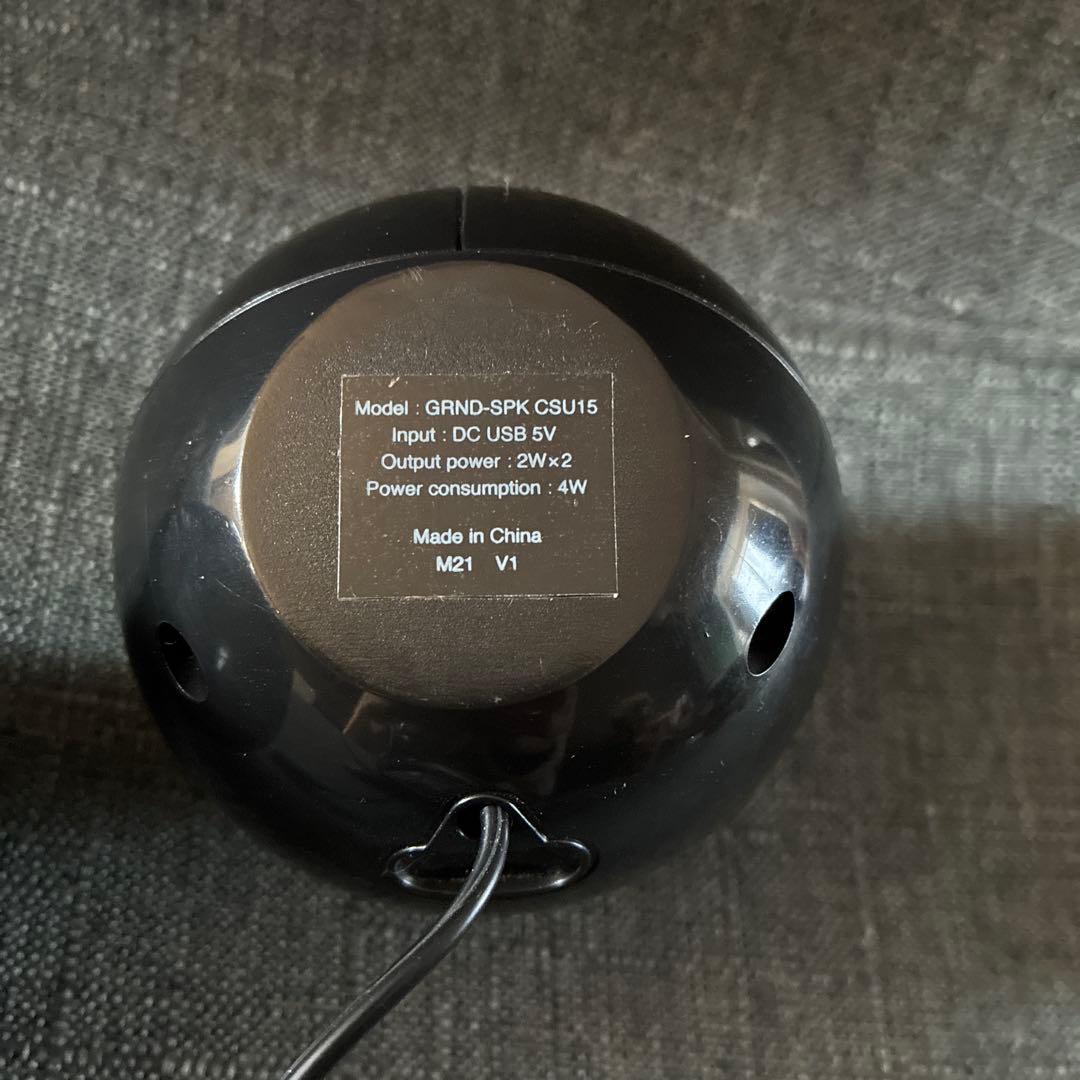 Model : GRND-SPK CSU15
Input : DC USB 5V
Output power : 2W×2
Power consumption : 4W
Made in China
M21 V1